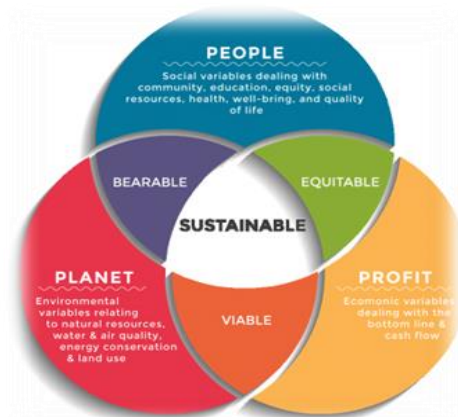 PEOPLE
Social variables dealing with
community, education, equity, social
resources, health, well-bring, and quality
of life
BEARABLE
EQUITABLE
SUSTAINABLE
PLANET
Environmental
variables relating
to natural resources,
water & air quality,
energy conservation
& land use
VIABLE
PROFIT
Ecomonic variables
dealing with the
bottom line &
cash flow